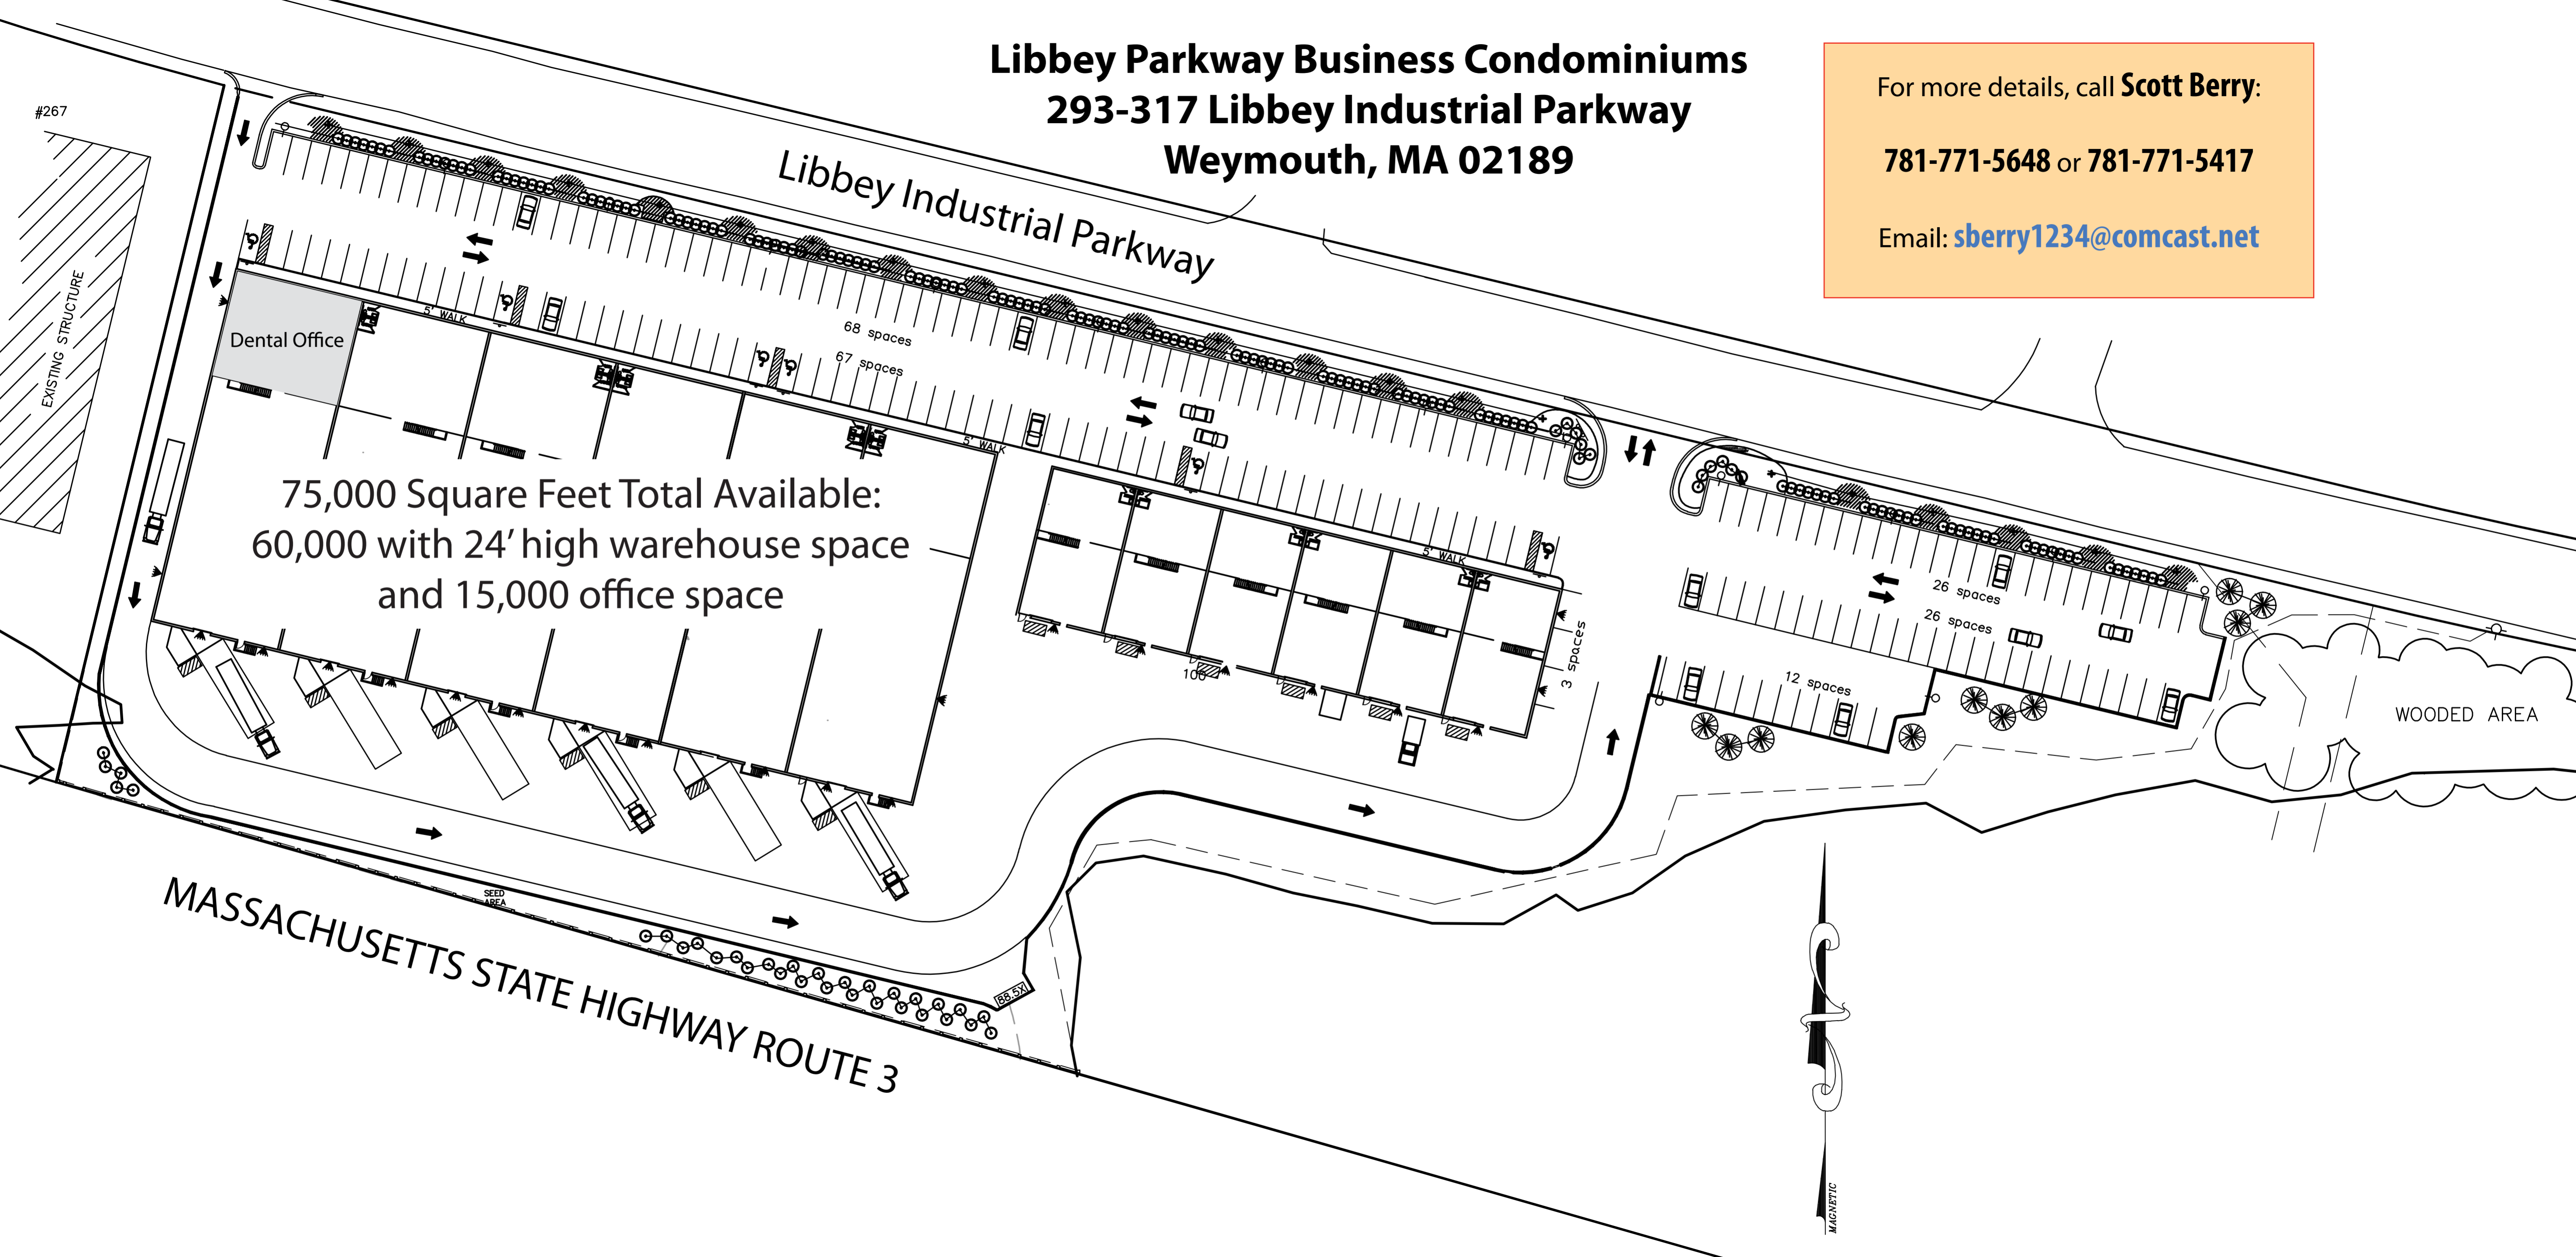 Libbey Parkway Business Condominiums
293-317 Libbey Industrial Parkway
Weymouth, MA 02189
For more details, call Scott Berry:
781-771-5648 or 781-771-5417
Email: sberry1234@comcast.net
#267
EXISTING STRUCTURE
Libbey Industrial Parkway
Dental Office
5' WALK
68 spaces
67 spaces
5' WALK
75,000 Square Feet Total Available:
60,000 with 24' high warehouse space
and 15,000 office space
5' WALK
3 spaces
100
26 spaces
26 spaces
12 spaces
WOODED AREA
SEED
AREA
88.5X
MASSACHUSETTS STATE HIGHWAY ROUTE 3
MAGNETIC